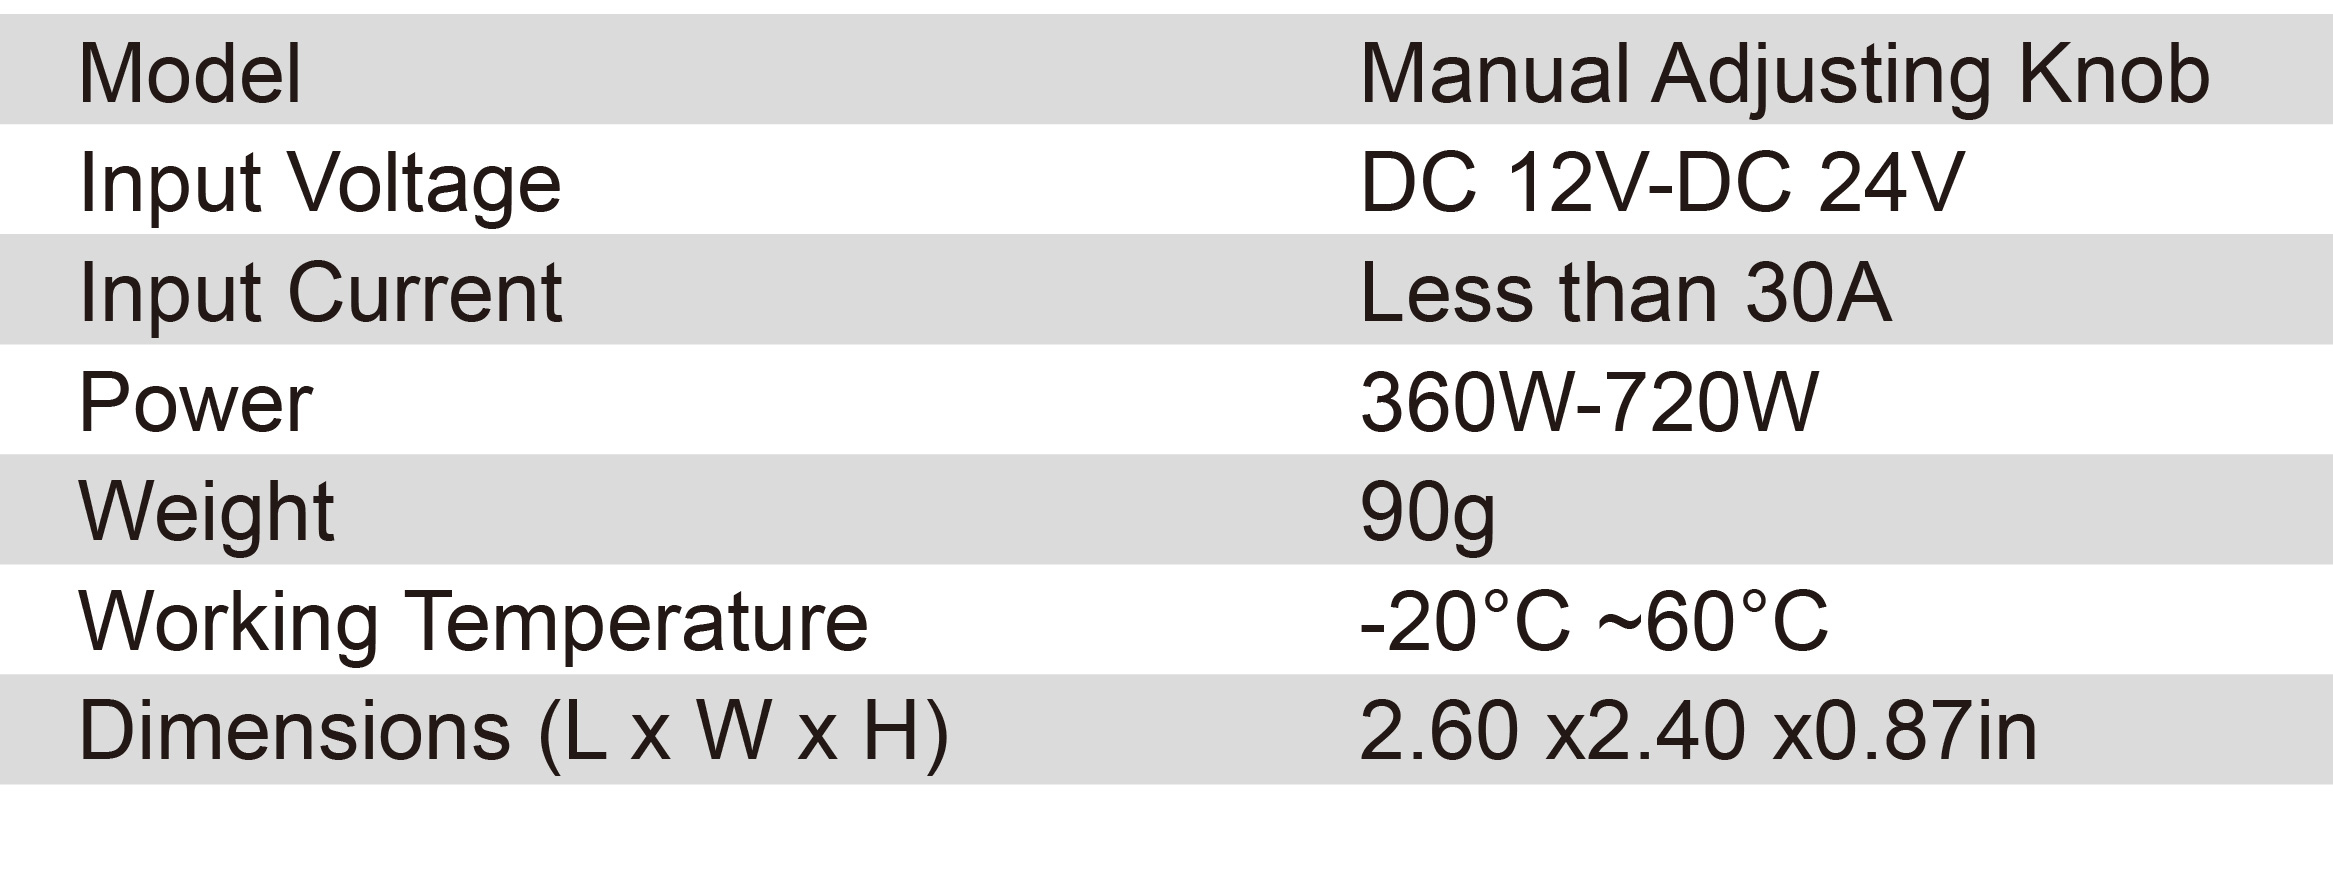 Model Manual Adjusting Knob
Input Voltage DC 12V-DC 24V
Input Current Less than 30A
Power 360W-720W
Weight 90g
Working Temperature -20°C ~60°C
Dimensions (L x W x H) 2.60 x2.40 x0.87in